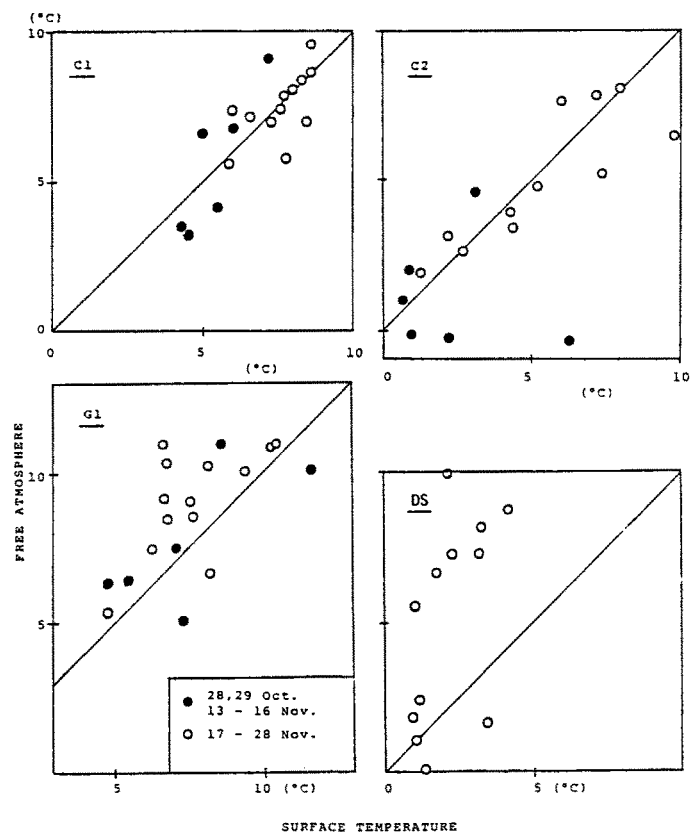 (°C)
10
C1
5
0
5
10
(°C)
C2
0
5
10
(°C)
FREE ATMOSPHERE
G1
10
5
28,29 Oct.
13 - 16 Nov.
17 - 28 Nov.
5
10 (°C)
DS
0
5
(°C)
SURFACE TEMPERATURE